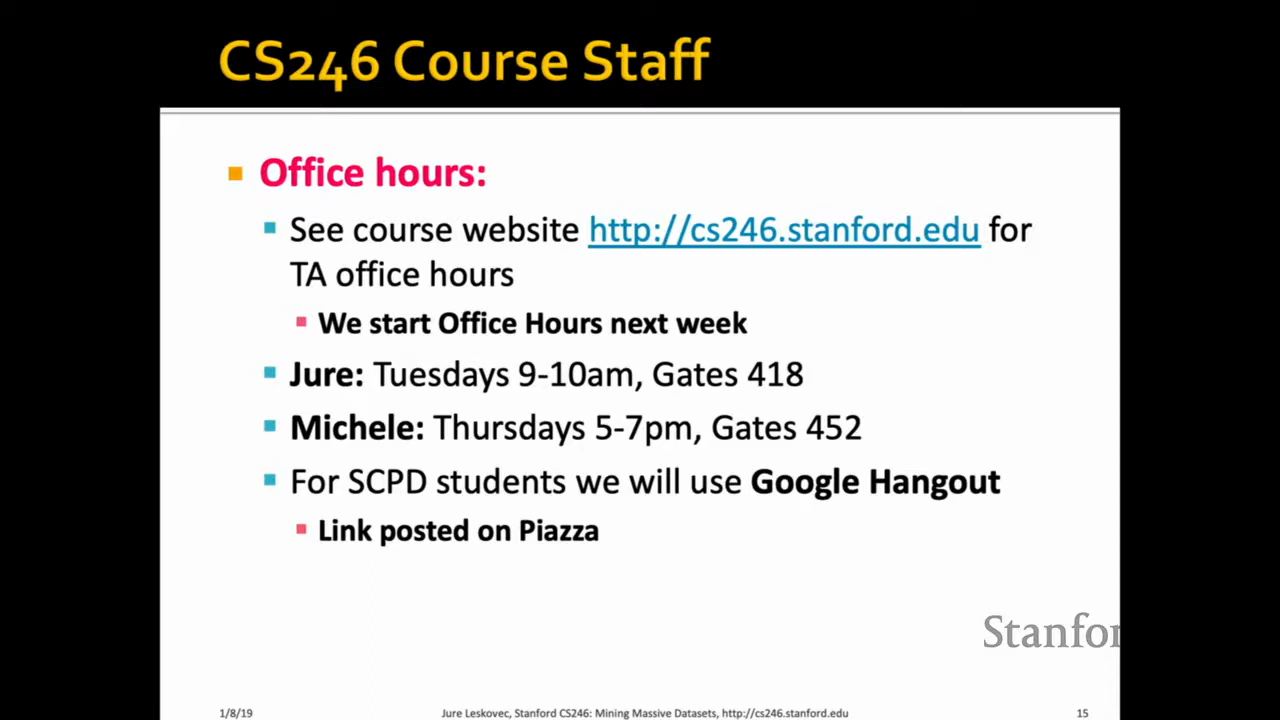 CS246 Course Staff
Office hours:
See course website http://cs246.stanford.edu for
TA office hours
We start Office Hours next week
Jure: Tuesdays 9-10am, Gates 418
Michele: Thursdays 5-7pm, Gates 452
For SCPD students we will use Google Hangout
Link posted on Piazza
Stanfor
1/8/19
Jure Leskovec, Stanford CS246: Mining Massive Datasets, http://cs246.stanford.edu
15